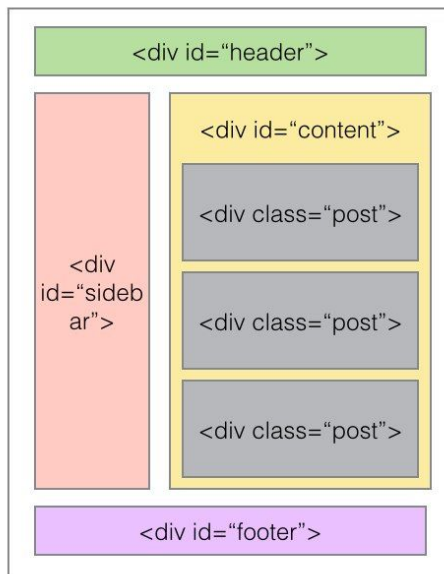 <div id=“header”>
<div
id=“sideb
ar”>
<div id=“content”>
<div class=“post”>
<div class=“post”>
<div class=“post”>
<div id=“footer”>